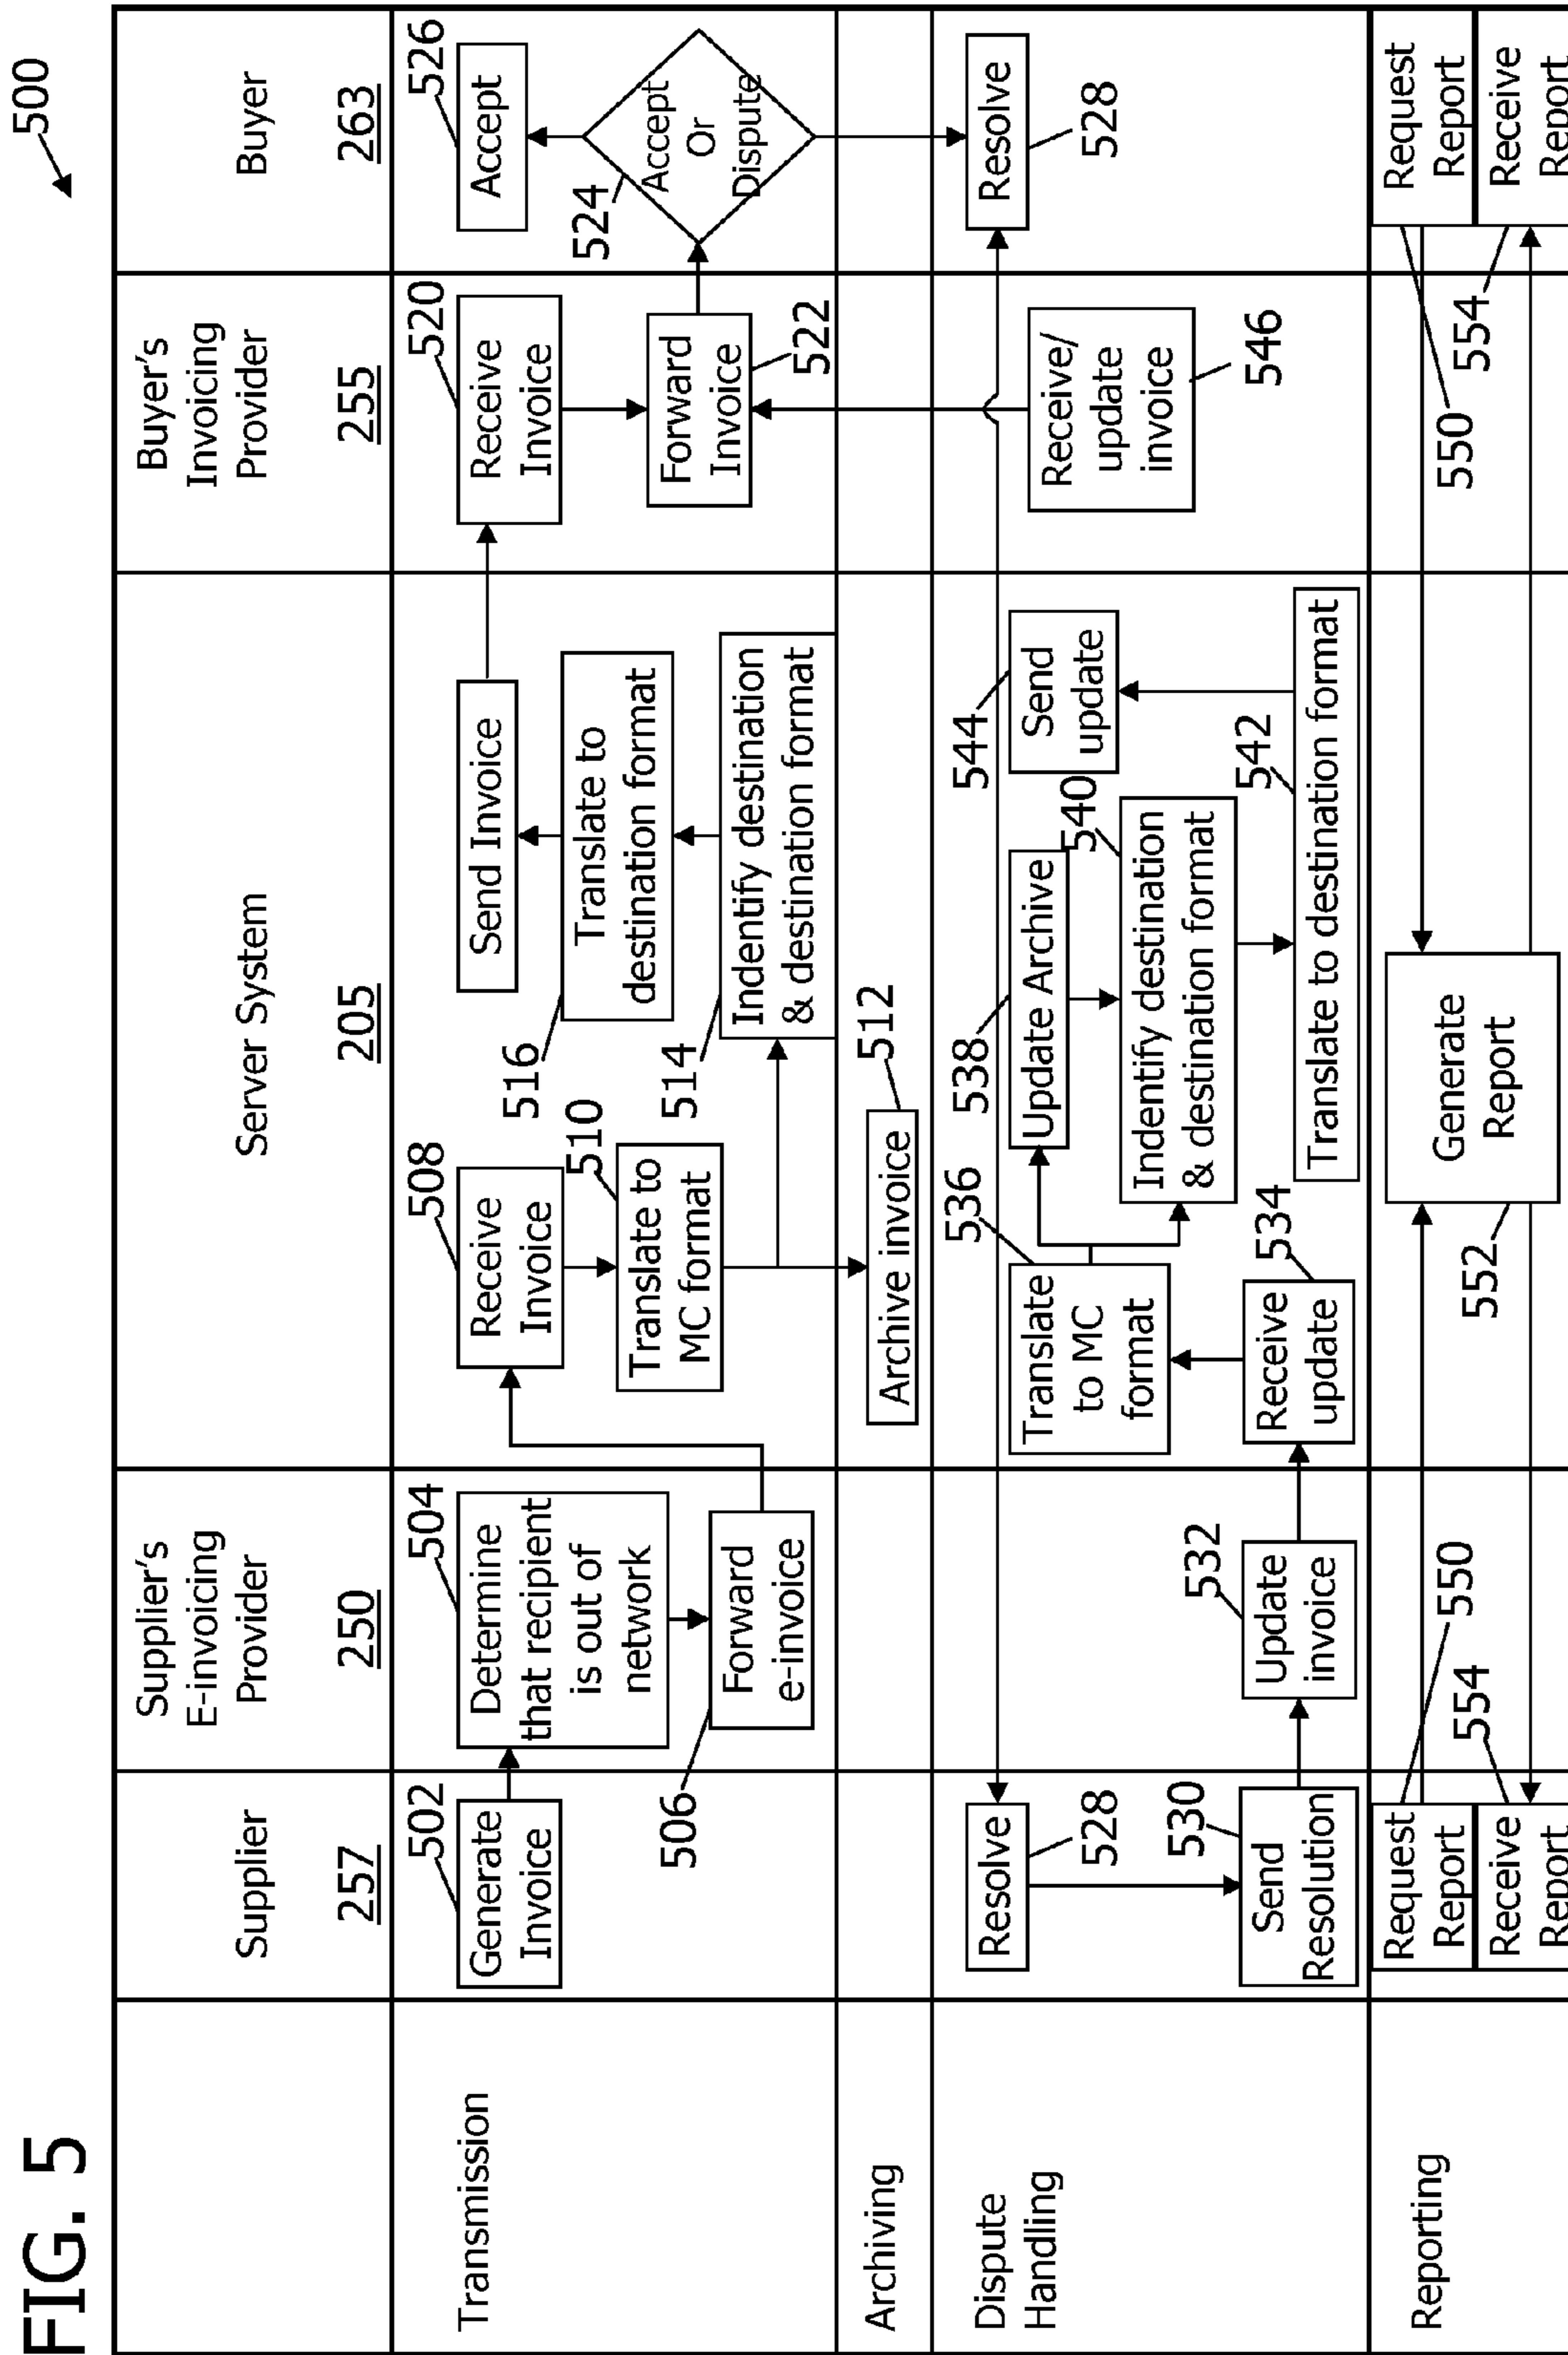 FIG. 5
500
Supplier
257
Supplier's
E-invoicing
Provider
250
Server System
205
Buyer's
Invoicing
Provider
255
Buyer
263
Transmission
502
Generate
Invoice
504
Determine
that recipient
is out of
network
506
Forward
e-invoice
508
Receive
Invoice
510
Translate to
MC format
Send Invoice
516
Translate to
destination format
514
Indentify destination
& destination format
520
Receive
Invoice
Forward
Invoice
522
526
Accept
524
Accept
Or
Dispute
Archiving
Archive invoice
512
Dispute
Handling
Resolve
528
530
Send
Resolution
532
Update
invoice
534
Receive
update
536
Translate
to MC
format
538
Update Archive
540
Indentify destination
& destination format
542
Translate to destination format
544
Send
update
Receive/
update
invoice
546
Resolve
528
Reporting
Request
Report
550
Receive
Report
554
Generate
Report
552
550
554
Request
Report
Receive
Report